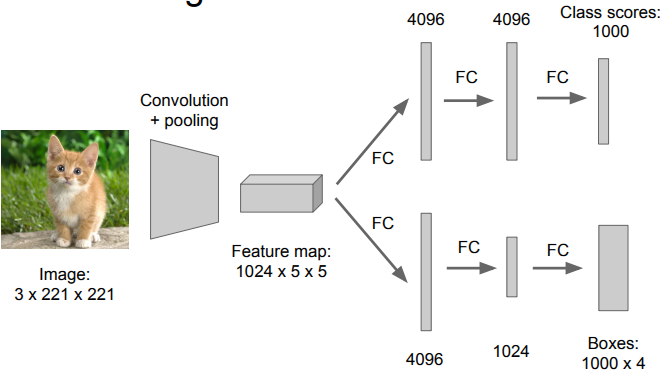 4096
4096
Class scores:
1000
FC
FC
Convolution
+ pooling
FC
FC
Image:
3 x 221 x 221
Feature map:
1024 x 5 x 5
FC
FC
4096
1024
Boxes:
1000 x 4